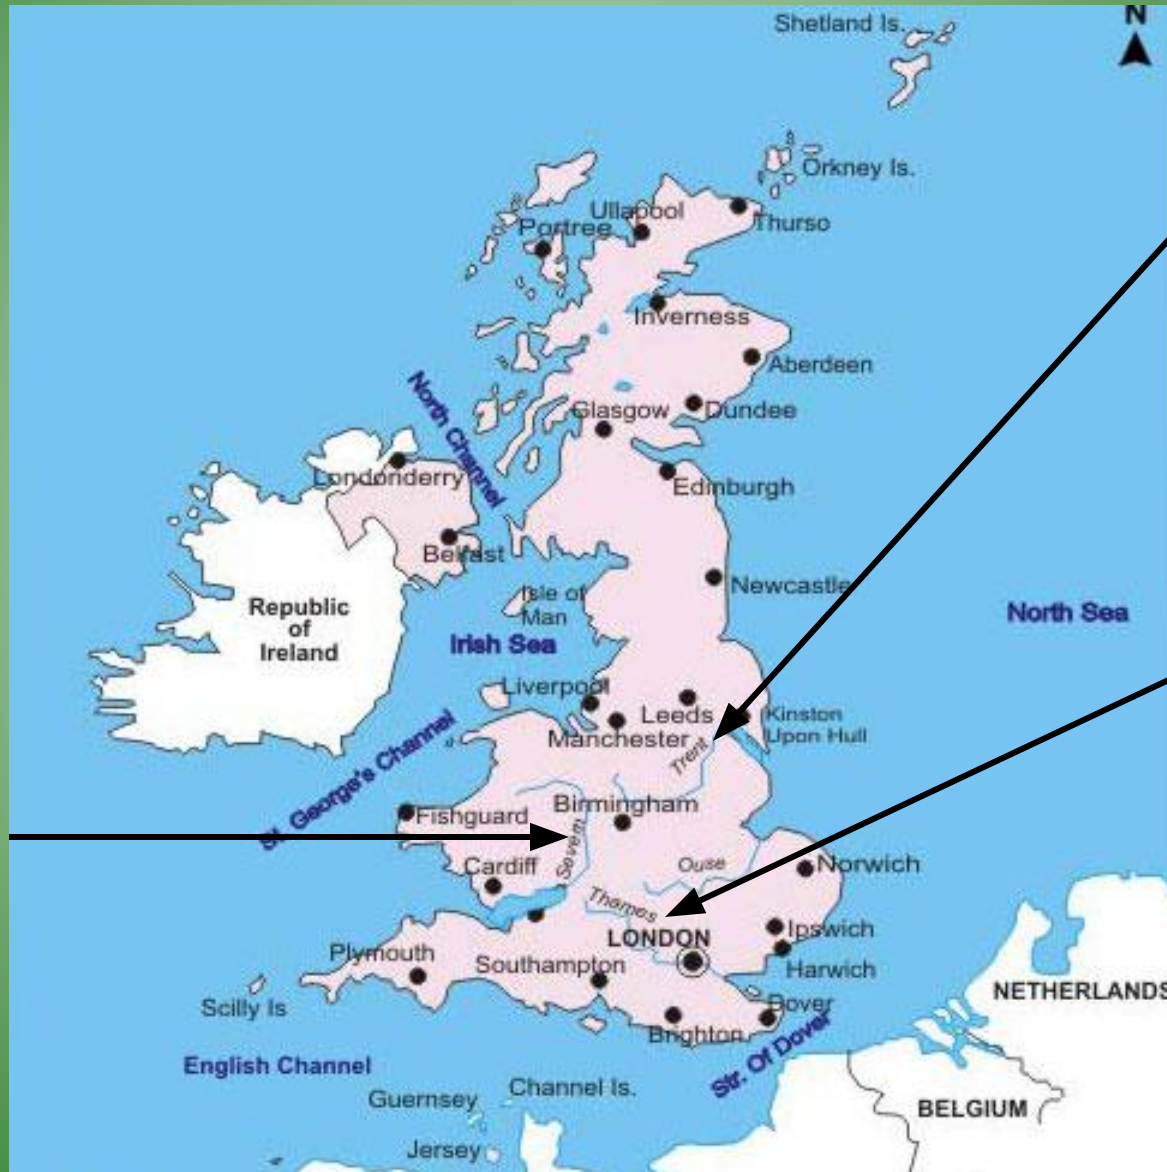 N
Shetland Is.
Orkney Is.
Ullapool
Thurso
Portree
Inverness
Aberdeen
North Channel
Glasgow
Dundee
Londonderry
Edinburgh
Belfast
Newcastle
Isle of
Man
Republic
of
Ireland
North Sea
Irish Sea
Liverpool
Leeds
Kinston
Upon Hull
Manchester
Trent
St. George's Channel
Birmingham
Fishguard
Severn
Cardiff
Ouse
Norwich
Thames
LONDON
Ipswich
Plymouth
Southampton
Harwich
NETHERLANDS
Scilly Is
Dover
Brighton
Str. Of Dover
English Channel
Channel Is.
Guernsey
BELGIUM
Jersey